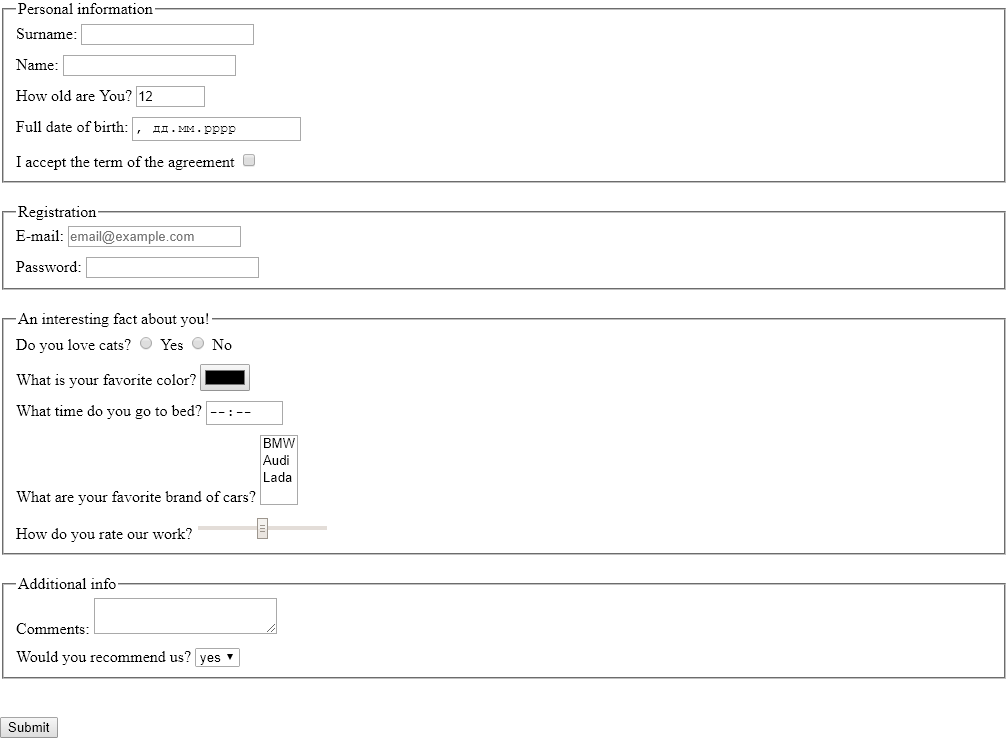 Personal information
Surname:
Name:
How old are You? 12
Full date of birth: , дд.мм.рррр
I accept the term of the agreement
Registration
E-mail: email@example.com
Password:
An interesting fact about you!
Do you love cats? Yes No
What is your favorite color?
What time do you go to bed? --:--
BMW
Audi
Lada
What are your favorite brand of cars?
How do you rate our work?
Additional info
Comments:
Would you recommend us? yes
Submit